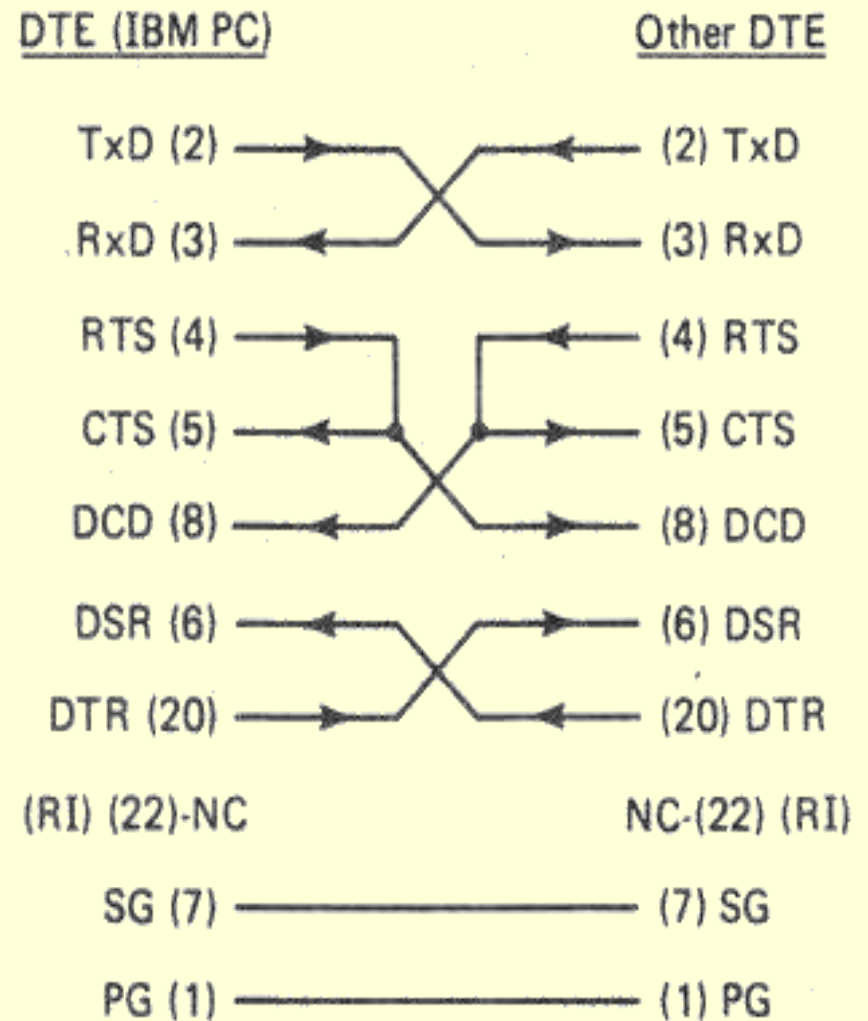 DTE (IBM PC) Other DTE
TxD (2) (2) TxD
RxD (3) (3) RxD
RTS (4) (4) RTS
CTS (5) (5) CTS
DCD (8) (8) DCD
DSR (6) (6) DSR
DTR (20) (20) DTR
(RI) (22)-NC NC-(22) (RI)
SG (7) (7) SG
PG (1) (1) PG